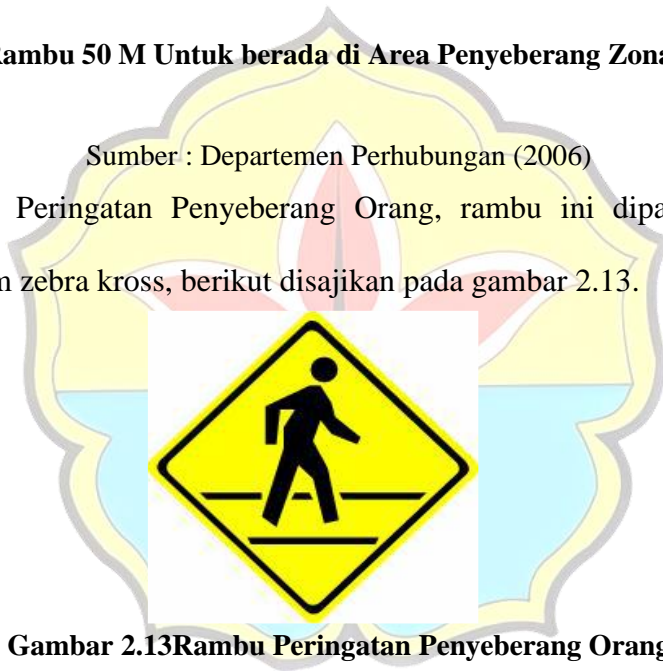 Rambu 50 M Untuk berada di Area Penyeberang Zona
Sumber : Departemen Perhubungan (2006)
Peringatan Penyeberang Orang, rambu ini dipa
zebra kross, berikut disajikan pada gambar 2.13.
Gambar 2.13Rambu Peringatan Penyeberang Orang